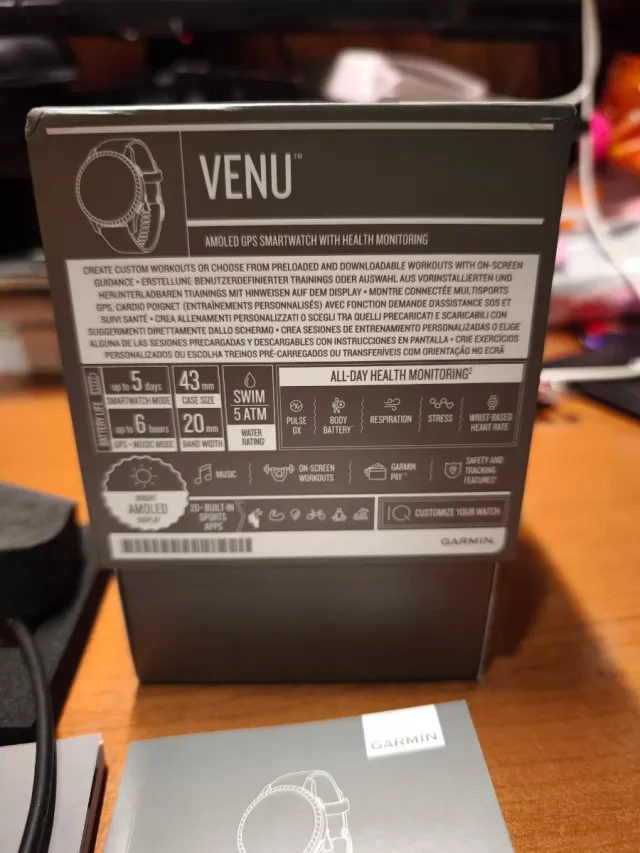 VENU™
AMOLED GPS SMARTWATCH WITH HEALTH MONITORING
CREATE CUSTOM WORKOUTS OR CHOOSE FROM PRELOADED AND DOWNLOADABLE WORKOUTS WITH ON-SCREEN
GUIDANCE • ERSTELLUNG BENUTZERDEFINIERTER TRAININGS ODER AUSWAHL AUS VORINSTALLIERTEN UND
HERUNTERLADBAREN TRAININGS MIT HINWEISEN AUF DEM DISPLAY • MONTRE CONNECTÉE MULTISPORTS
GPS, CARDIO POIGNET (ENTRAÎNEMENTS PERSONNALISÉS) AVEC FONCTION DEMANDE D'ASSISTANCE SOS ET
SUIVI SANTÉ • CREA ALLENAMENTI PERSONALIZZATI O SCEGLI TRA QUELLI PRECARICATI E SCARICABILI CON
SUGGERIMENTI DIRETTAMENTE DALLO SCHERMO • CREA SESIONES DE ENTRENAMIENTO PERSONALIZADAS O ELIGE
ALGUNA DE LAS SESIONES PRECARGADAS Y DESCARGABLES CON INSTRUCCIONES EN PANTALLA • CRIE EXERCÍCIOS
PERSONALIZADOS OU ESCOLHA TREINOS PRÉ-CARREGADOS OU TRANSFERÍVEIS COM ORIENTAÇÃO NO ECRÃ
BATTERY LIFE
up to 5 days
SMARTWATCH MODE
up to 6 hours
GPS + MUSIC MODE
43 mm
CASE SIZE
20 mm
BAND WIDTH
SWIM
5 ATM
WATER
RATING
ALL-DAY HEALTH MONITORING²
PULSE
OX
BODY
BATTERY™
RESPIRATION
STRESS
WRIST-BASED
HEART RATE
BRIGHT
AMOLED
DISPLAY
MUSIC
ON-SCREEN
WORKOUTS
GARMIN
PAY™
SAFETY AND
TRACKING
FEATURES
20+ BUILT-IN
SPORTS
APPS
IQ CUSTOMIZE YOUR WATCH
GARMIN
GARMIN